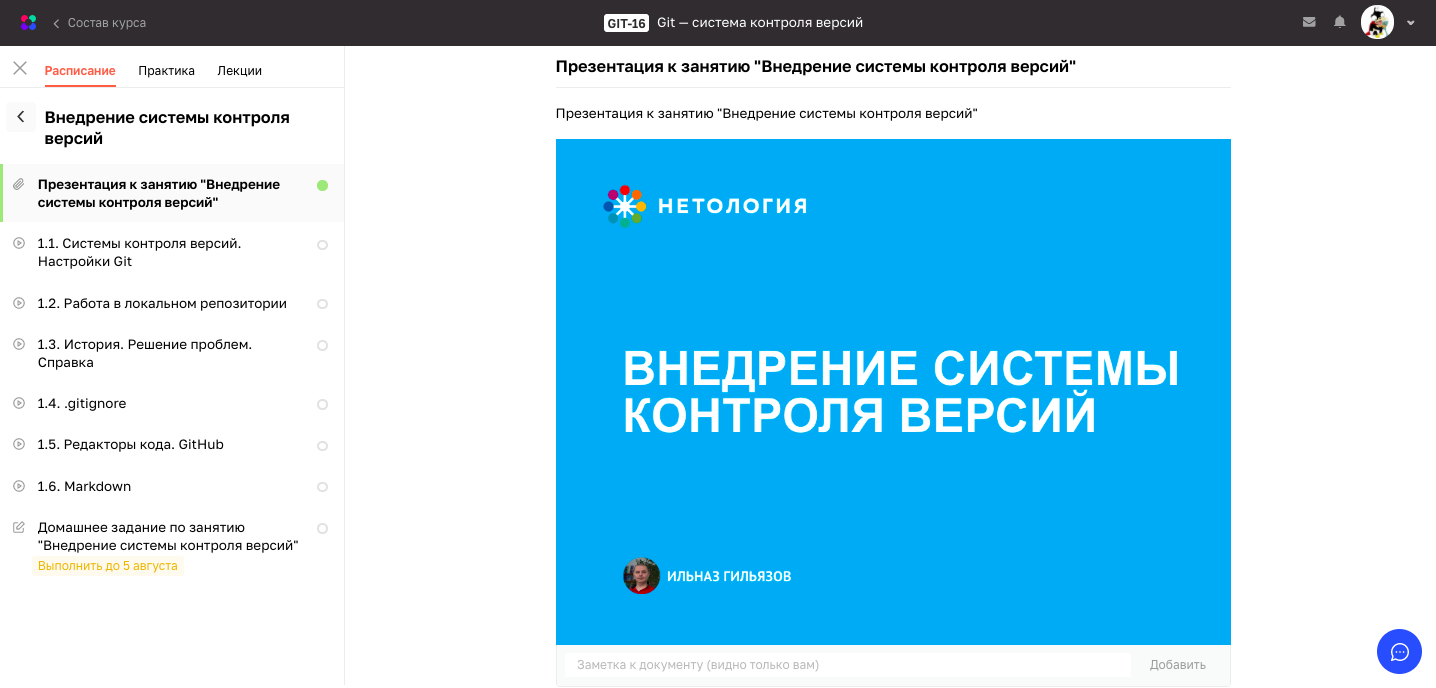 Состав курса
GIT-16 Git — система контроля версий
Расписание Практика Лекции
Внедрение системы контроля
версий
Презентация к занятию "Внедрение
системы контроля версий"
1.1. Системы контроля версий.
Настройки Git
1.2. Работа в локальном репозитории
1.3. История. Решение проблем.
Справка
1.4. .gitignore
1.5. Редакторы кода. GitHub
1.6. Markdown
Домашнее задание по занятию
"Внедрение системы контроля версий"
Выполнить до 5 августа
Презентация к занятию "Внедрение системы контроля версий"
Презентация к занятию "Внедрение системы контроля версий"
НЕТОЛОГИЯ
ВНЕДРЕНИЕ СИСТЕМЫ
КОНТРОЛЯ ВЕРСИЙ
ИЛЬНАЗ ГИЛЬЯЗОВ
Заметка к документу (видно только вам) Добавить